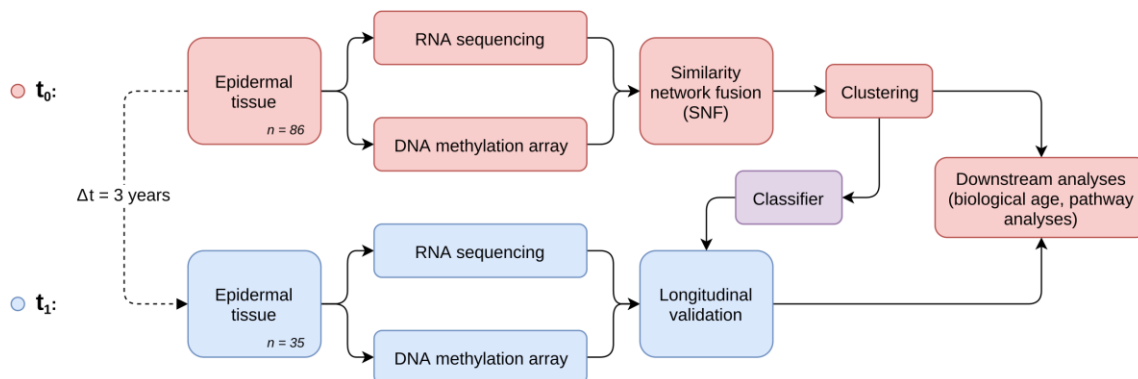 t0:
Epidermal
tissue
n = 86
RNA sequencing
DNA methylation array
Similarity
network fusion
(SNF)
Clustering
Classifier
Downstream analyses
(biological age, pathway
analyses)
Δt = 3 years
t1:
Epidermal
tissue
n = 35
RNA sequencing
DNA methylation array
Longitudinal
validation